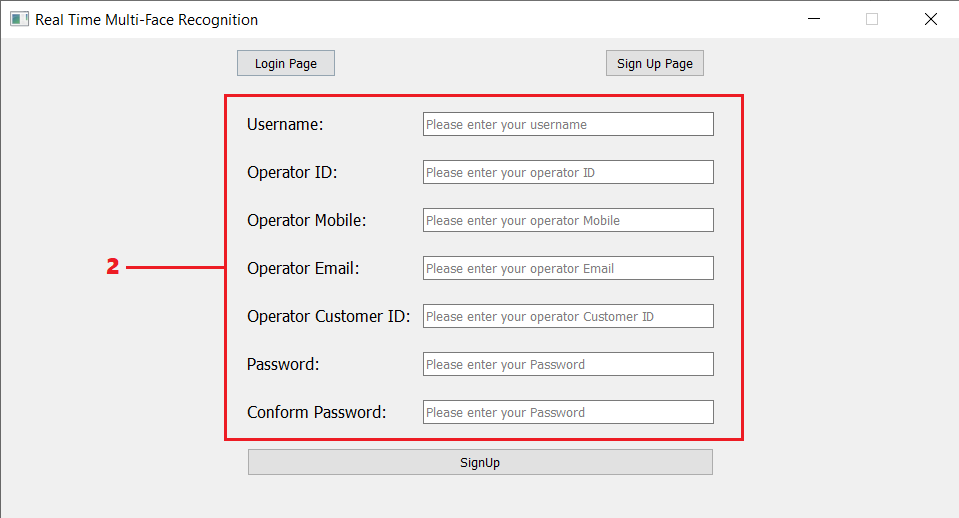 Real Time Multi-Face Recognition
Login Page
Sign Up Page
Username:
Please enter your username
Operator ID:
Please enter your operator ID
Operator Mobile:
Please enter your operator Mobile
2
Operator Email:
Please enter your operator Email
Operator Customer ID:
Please enter your operator Customer ID
Password:
Please enter your Password
Conform Password:
Please enter your Password
SignUp